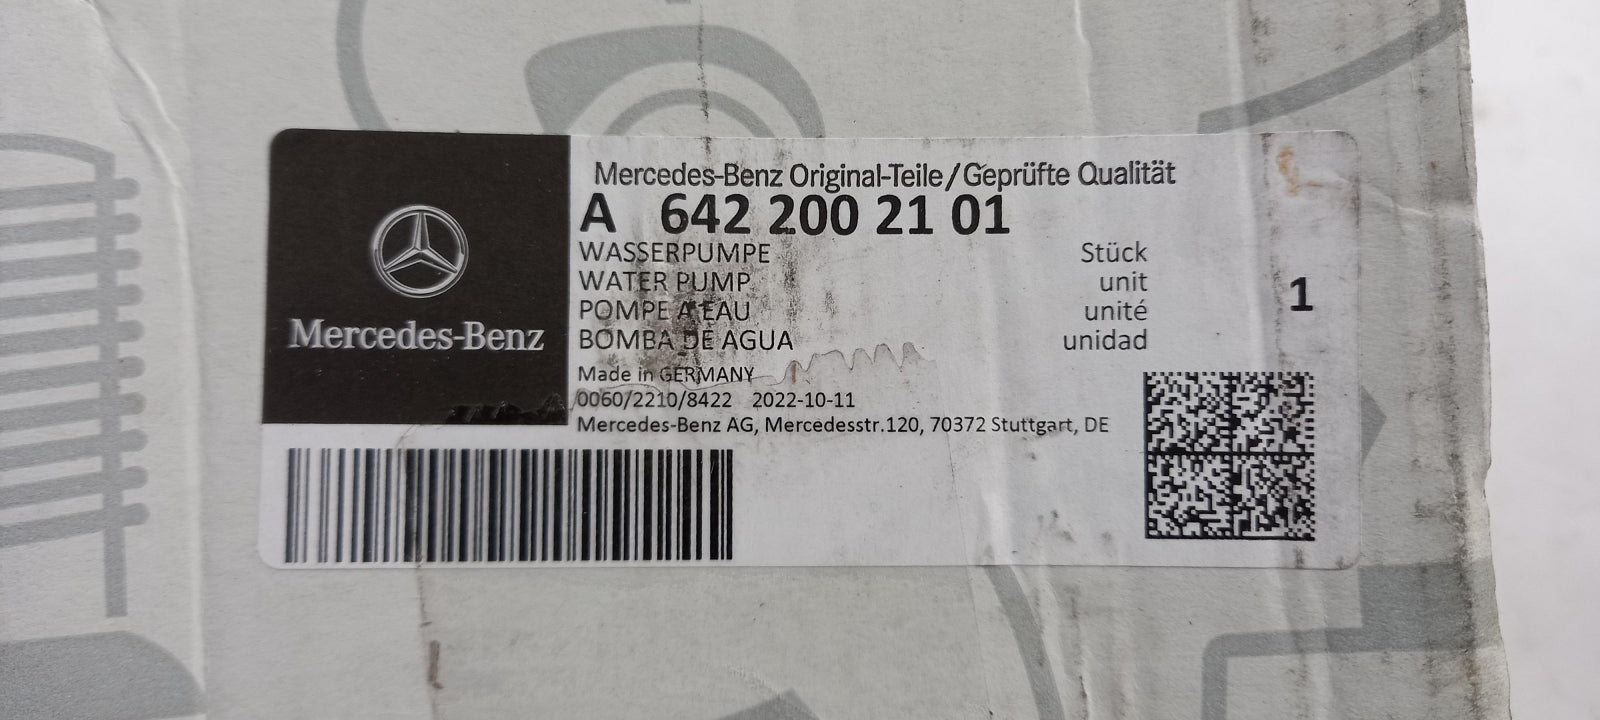 Mercedes-Benz
Mercedes-Benz Original-Teile/Geprüfte Qualität
A 642 200 21 01
WASSERPUMPE Stück
WATER PUMP unit
POMPE A EAU unité
BOMBA DE AGUA unidad
1
Made in GERMANY
0060/2210/8422 2022-10-11
Mercedes-Benz AG, Mercedesstr.120, 70372 Stuttgart, DE